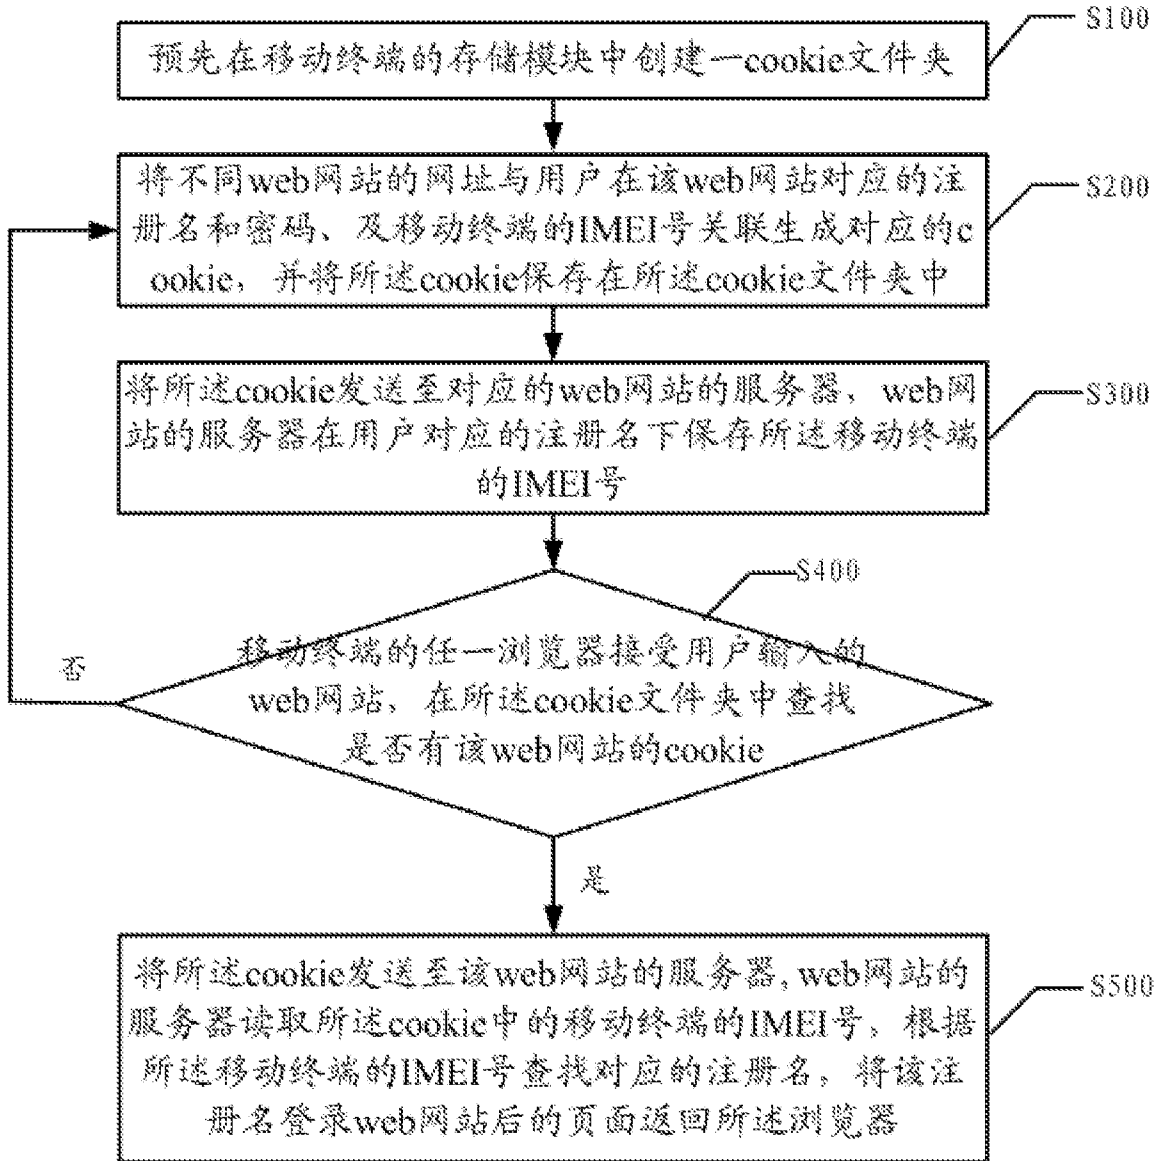 S100
预先在移动终端的存储模块中创建一cookie文件夹
将不同web网站的网址与用户在该web网站对应的注
册名和密码、及移动终端的IMEI号关联生成对应的c
ookie，并将所述cookie保存在所述cookie文件夹中
S200
将所述cookie发送至对应的web网站的服务器，web网
站的服务器在用户对应的注册名下保存所述移动终端
的IMEI号
S300
S400
移动终端的任一浏览器接受用户输入的
web网站，在所述cookie文件夹中查找
是否有该web网站的cookie
否
是
将所述cookie发送至该web网站的服务器，web网站的
服务器读取所述cookie中的移动终端的IMEI号，根据
所述移动终端的IMEI号查找对应的注册名，将该注
册名登录web网站后的页面返回所述浏览器
S500